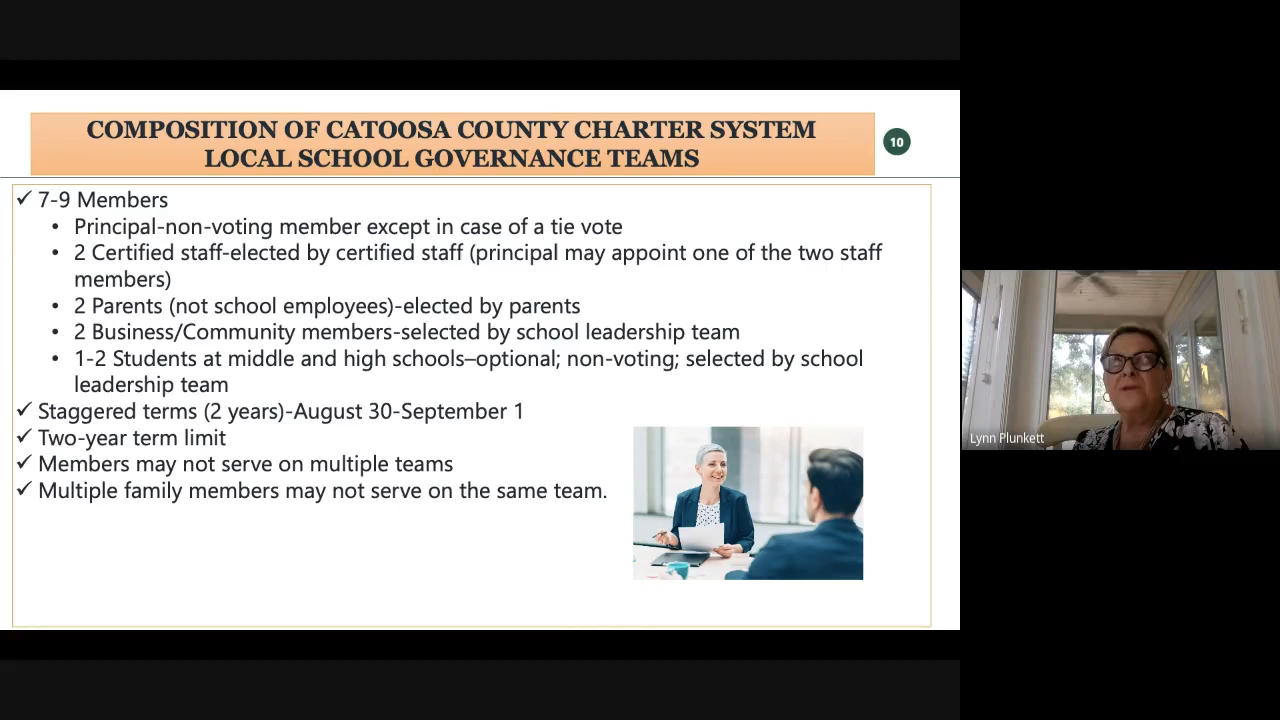 COMPOSITION OF CATOOSA COUNTY CHARTER SYSTEM
LOCAL SCHOOL GOVERNANCE TEAMS
10
✓ 7-9 Members
• Principal-non-voting member except in case of a tie vote
• 2 Certified staff-elected by certified staff (principal may appoint one of the two staff
members)
• 2 Parents (not school employees)-elected by parents
• 2 Business/Community members-selected by school leadership team
• 1-2 Students at middle and high schools–optional; non-voting; selected by school
leadership team
✓ Staggered terms (2 years)-August 30-September 1
✓ Two-year term limit
✓ Members may not serve on multiple teams
✓ Multiple family members may not serve on the same team.
Lynn Plunkett